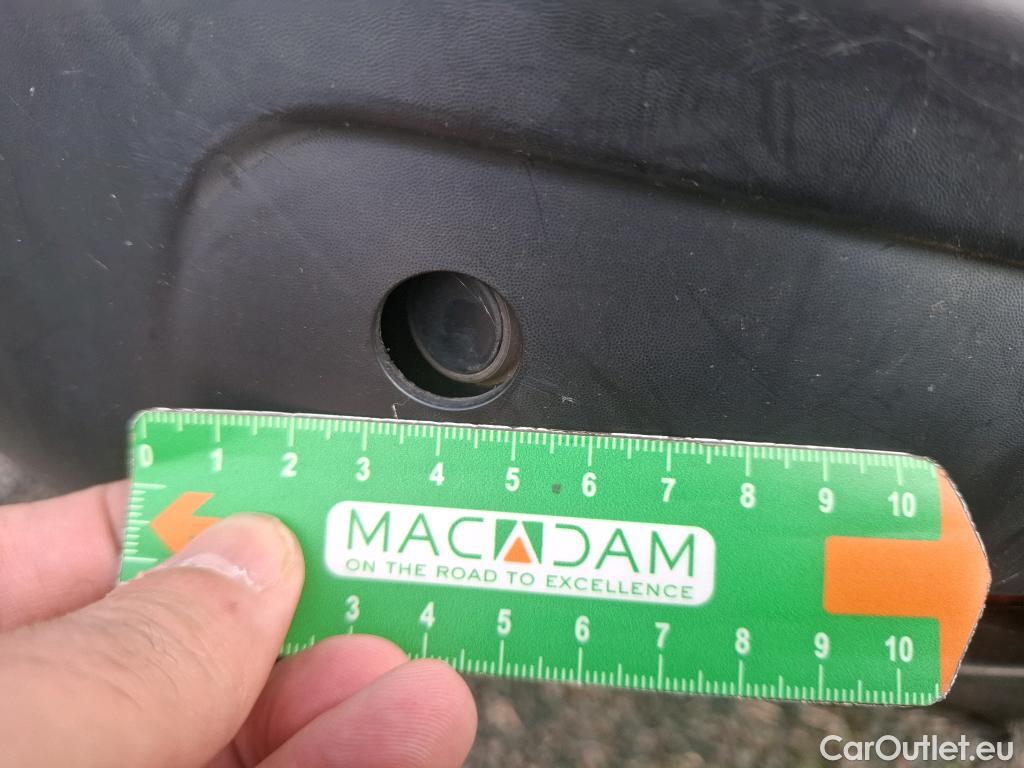 0 1 2 3 4 5 6 7 8 9 10
MACADAM
ON THE ROAD TO EXCELLENCE
3 4 5 6 7 8 9 10
CarOutlet.eu